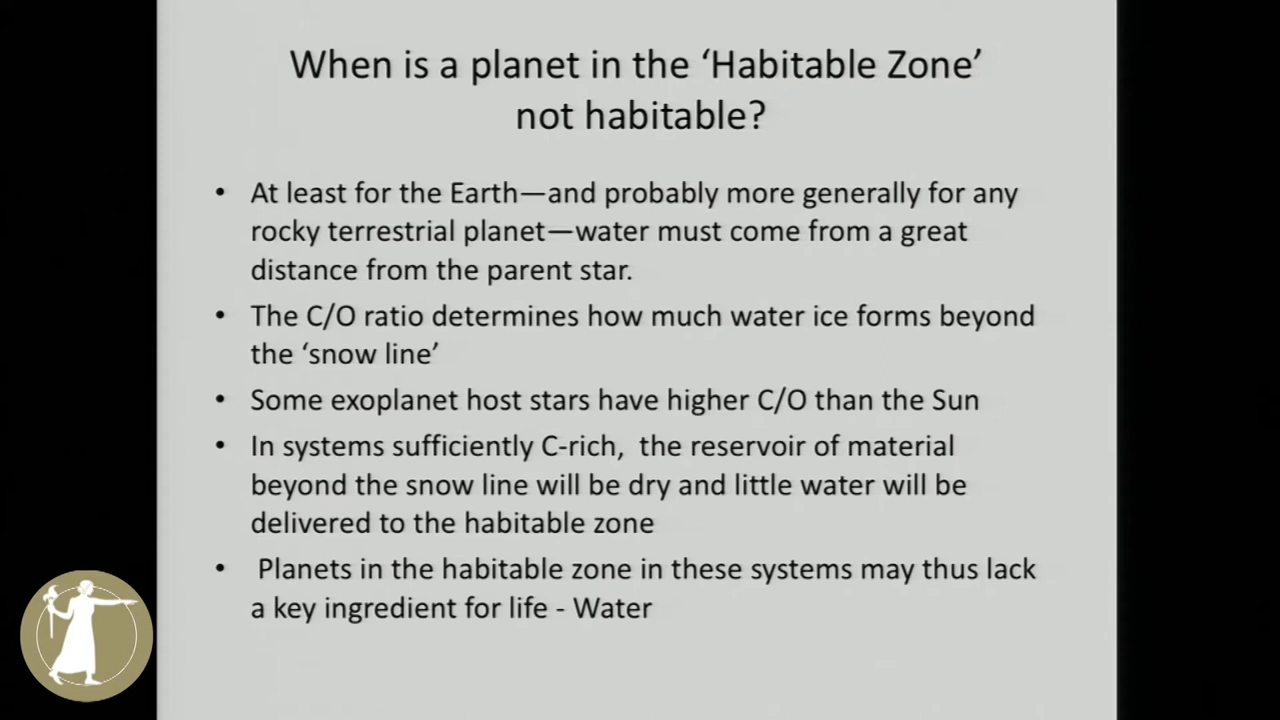 When is a planet in the ‘Habitable Zone’
not habitable?
• At least for the Earth—and probably more generally for any
rocky terrestrial planet—water must come from a great
distance from the parent star.
• The C/O ratio determines how much water ice forms beyond
the ‘snow line’
• Some exoplanet host stars have higher C/O than the Sun
• In systems sufficiently C-rich,  the reservoir of material
beyond the snow line will be dry and little water will be
delivered to the habitable zone
•  Planets in the habitable zone in these systems may thus lack
a key ingredient for life - Water